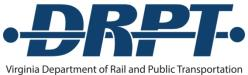 DRPT
Virginia Department of Rail and Public Transportation